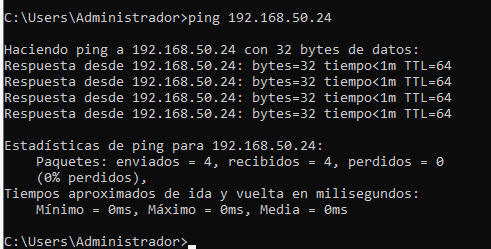 C:\Users\Administrador>ping 192.168.50.24
Haciendo ping a 192.168.50.24 con 32 bytes de datos:
Respuesta desde 192.168.50.24: bytes=32 tiempo<1m TTL=64
Respuesta desde 192.168.50.24: bytes=32 tiempo<1m TTL=64
Respuesta desde 192.168.50.24: bytes=32 tiempo<1m TTL=64
Respuesta desde 192.168.50.24: bytes=32 tiempo<1m TTL=64
Estadísticas de ping para 192.168.50.24:
    Paquetes: enviados = 4, recibidos = 4, perdidos = 0
    (0% perdidos),
Tiempos aproximados de ida y vuelta en milisegundos:
    Mínimo = 0ms, Máximo = 0ms, Media = 0ms
C:\Users\Administrador>